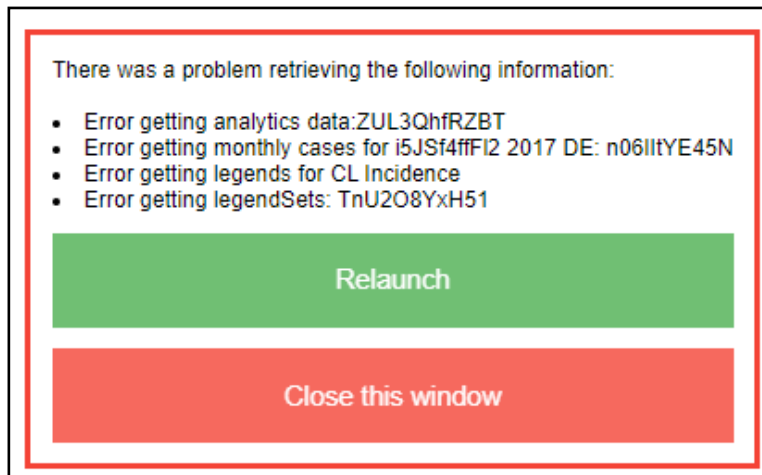 There was a problem retrieving the following information:
• Error getting analytics data:ZUL3QhfRZBT
• Error getting monthly cases for i5JSf4ffFI2 2017 DE: n06IItYE45N
• Error getting legends for CL Incidence
• Error getting legendSets: TnU2O8YxH51
Relaunch
Close this window